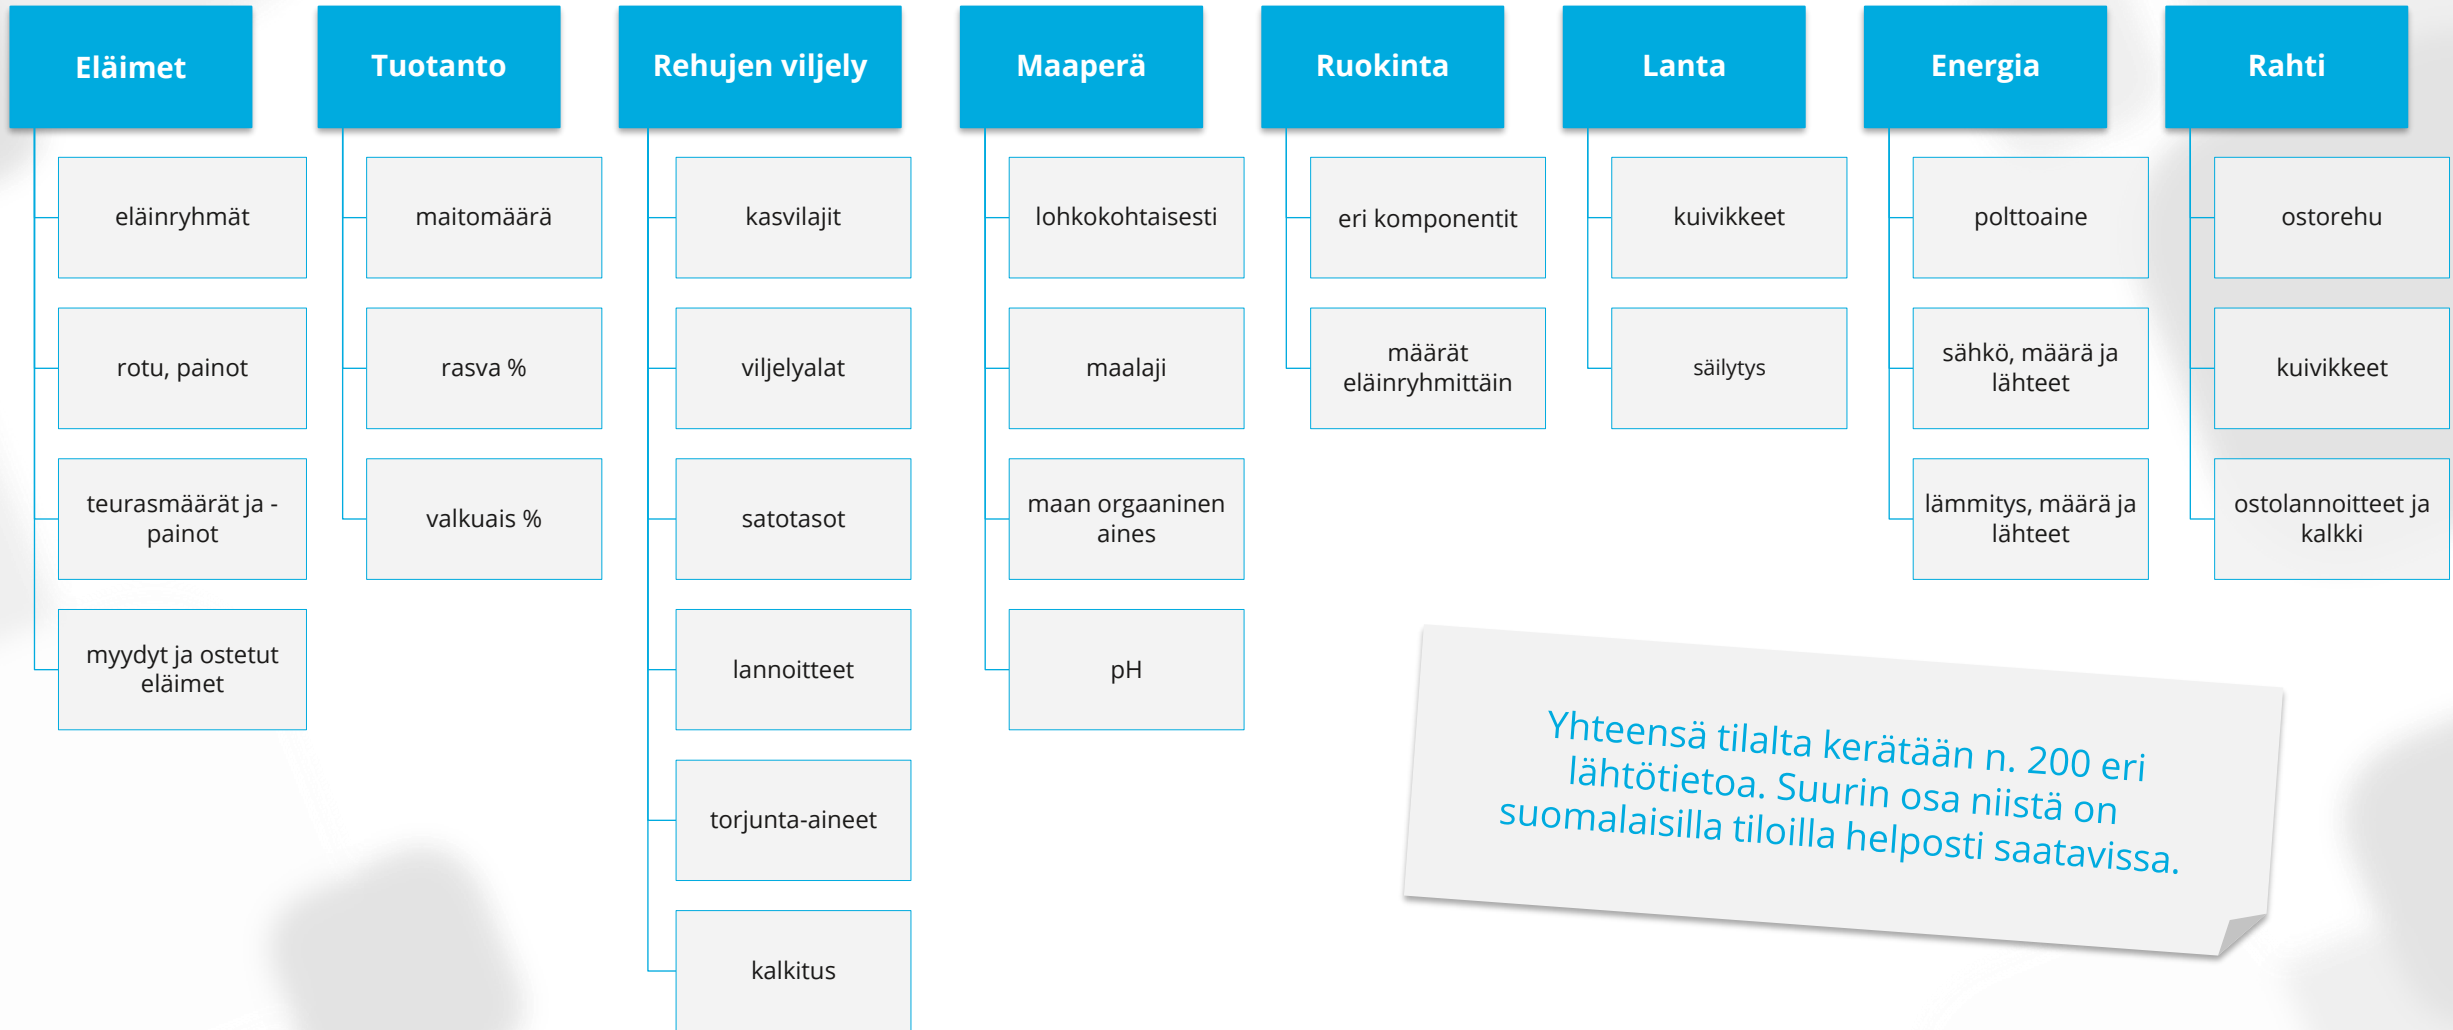 Eläimet
eläinryhmät
rotu, painot
teurasmäärät ja -
painot
myydyt ja ostetut
eläimet
Tuotanto
maitomäärä
rasva %
valkuais %
Rehujen viljely
kasvilajit
viljelyalat
satotasot
lannoitteet
torjunta-aineet
kalkitus
Maaperä
lohkokohtaisesti
maalaji
maan orgaaninen
aines
pH
Ruokinta
eri komponentit
määrät
eläinryhmittäin
Lanta
kuivikkeet
säilytys
Energia
polttoaine
sähkö, määrä ja
lähteet
lämmitys, määrä ja
lähteet
Rahti
ostorehu
kuivikkeet
ostolannoitteet ja
kalkki
Yhteensä tilalta kerätään n. 200 eri
lähtötietoa. Suurin osa niistä on
suomalaisilla tiloilla helposti saatavissa.